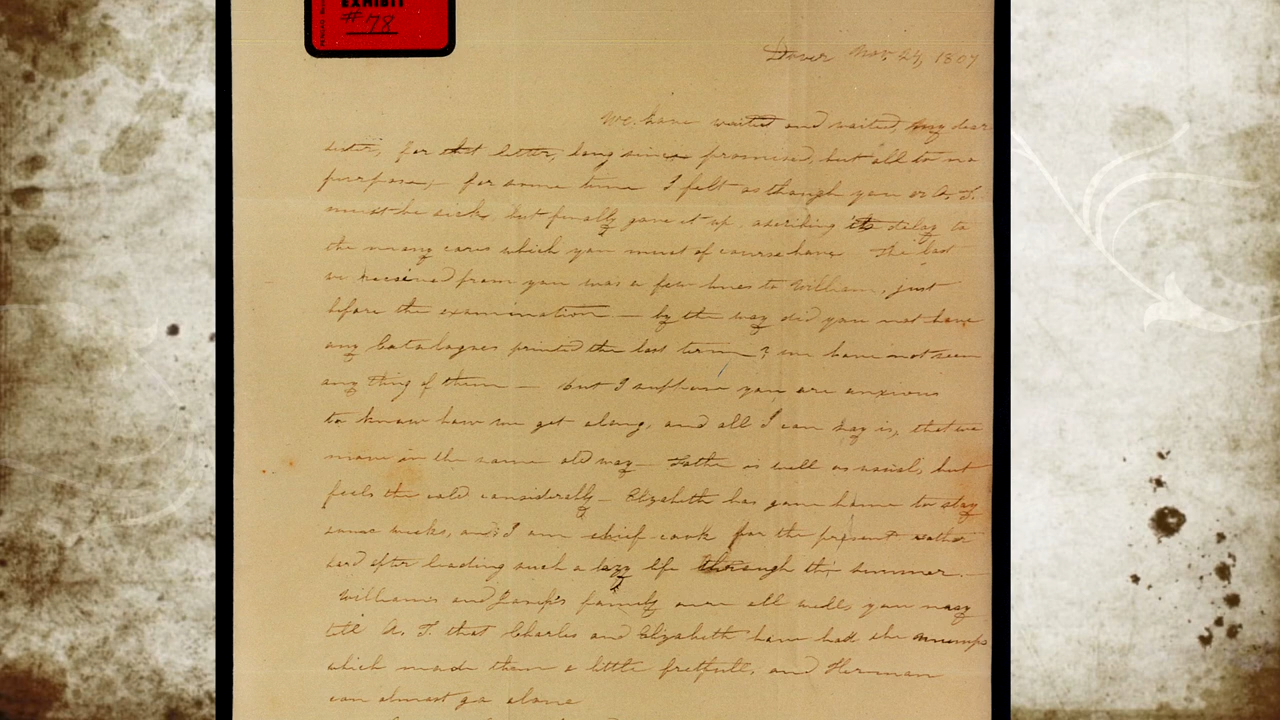 EXHIBIT
#78
Dover Nov. 24, 1807
We have waited and waited, my dear
sister, for that letter, long since promised, but all to no
purpose, - for some time I felt as though you or A. T.
must be sick, but finally gave it up, ascribing its delay to
the many cares which you must of course have The last
we received from you was a few lines to William, just
before the examination. — by the way did you not have
any Catalogues printed the last term? we have not seen
any thing of them — but I suppose you are anxious
to know how we get along, and all I can say is, that we
move in the same old way — Father is well as usual, but
feels the cold considerably — Elizabeth has gone home to stay
some weeks, and I am chief cook for the present rather
hard after leading such a lazy life through the summer. —
William's and family are all well, you may
tell A. T. that Charles and Elizabeth have had the mumps
which made them a little fretfull, and Herman
can almost go alone